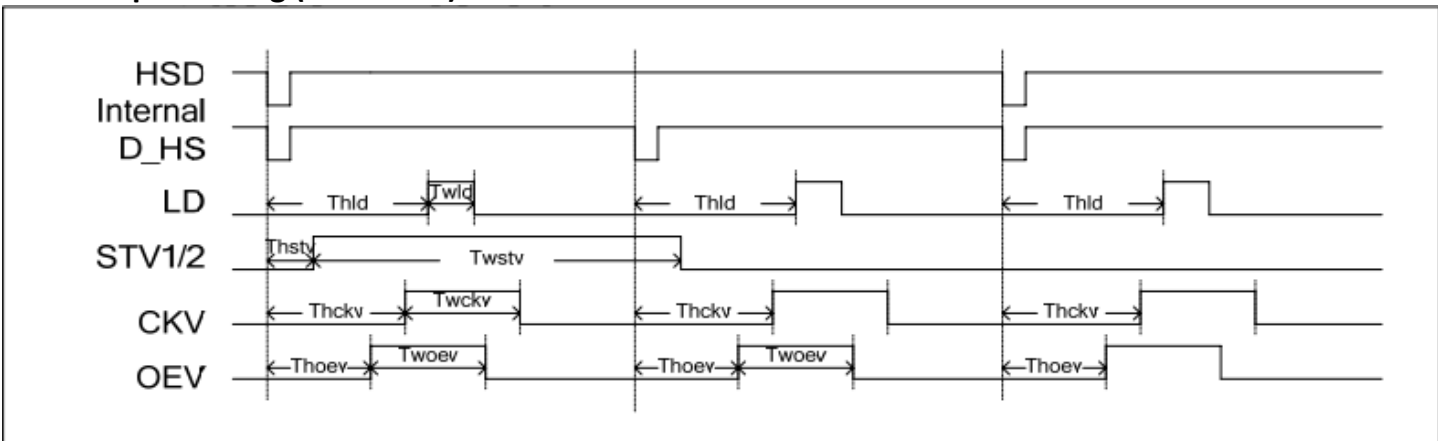 HSD
Internal
D_HS
LD Thld Twld Thld Thld
STV1/2 Thstv Twstv
CKV Thckv Twckv Thckv Thckv
OEV Thoev Twoev Thoev Twoev Thoev